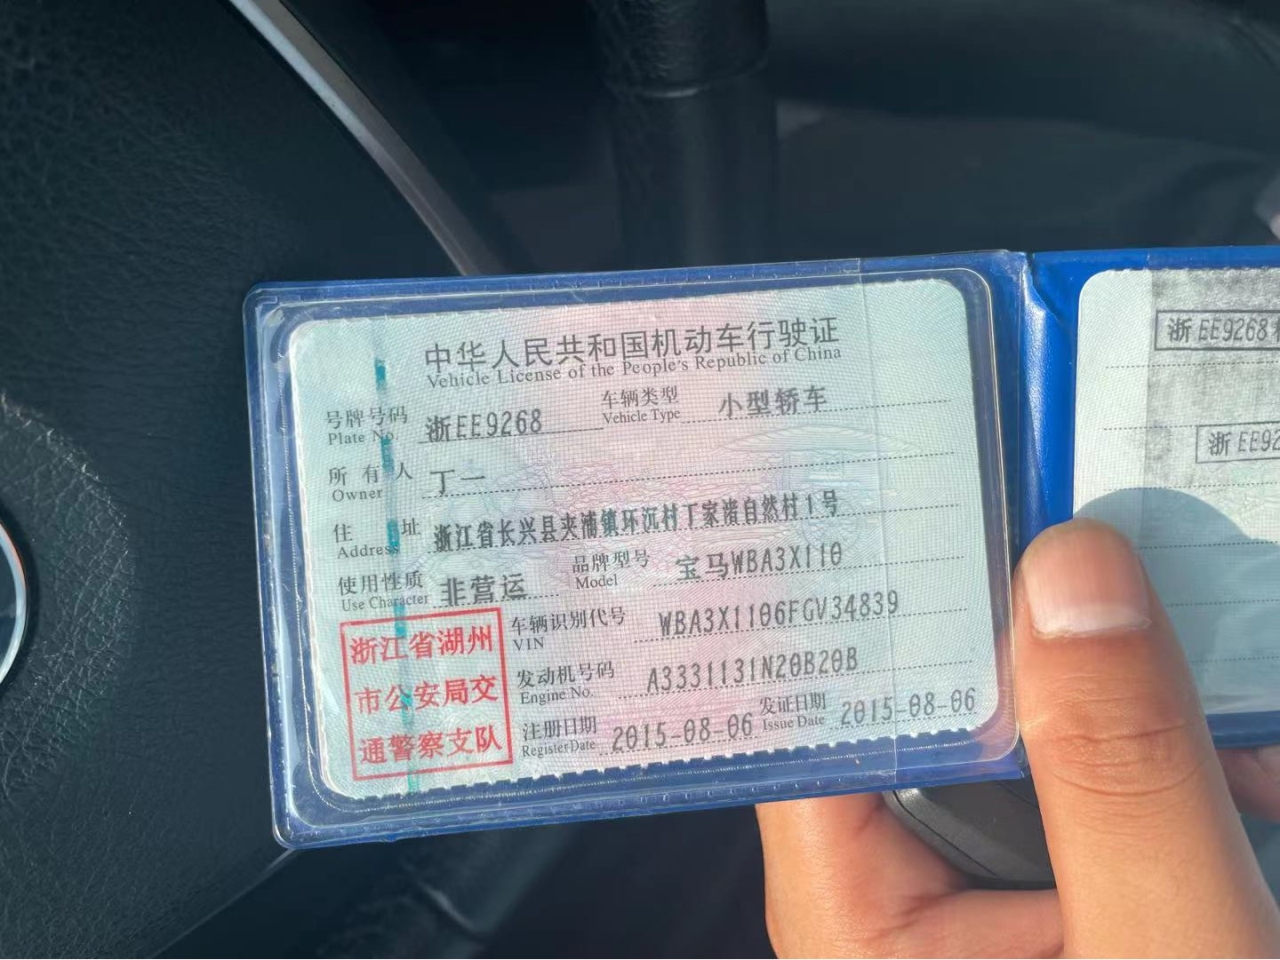 中华人民共和国机动车行驶证
Vehicle License of the People's Republic of China
号牌号码 浙EE9268 车辆类型 小型轿车
Plate No. Vehicle Type
所有人 丁一
Owner
住址 浙江省长兴县夹浦镇环沉村丁家渍自然村1号
Address
使用性质 非营运 品牌型号 宝马WBA3X110
Use Character Model
车辆识别代号 WBA3X1106FGV34839
VIN
发动机号码 A3331131N20B20B
Engine No.
注册日期 2015-08-06 发证日期 2015-08-06
Register Date Issue Date
浙江省湖州
市公安局交
通警察支队
浙EE9268
浙EE92